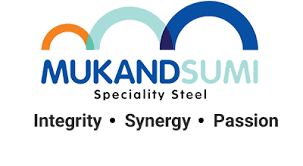 MUKANDSUMI
Speciality Steel
Integrity • Synergy • Passion